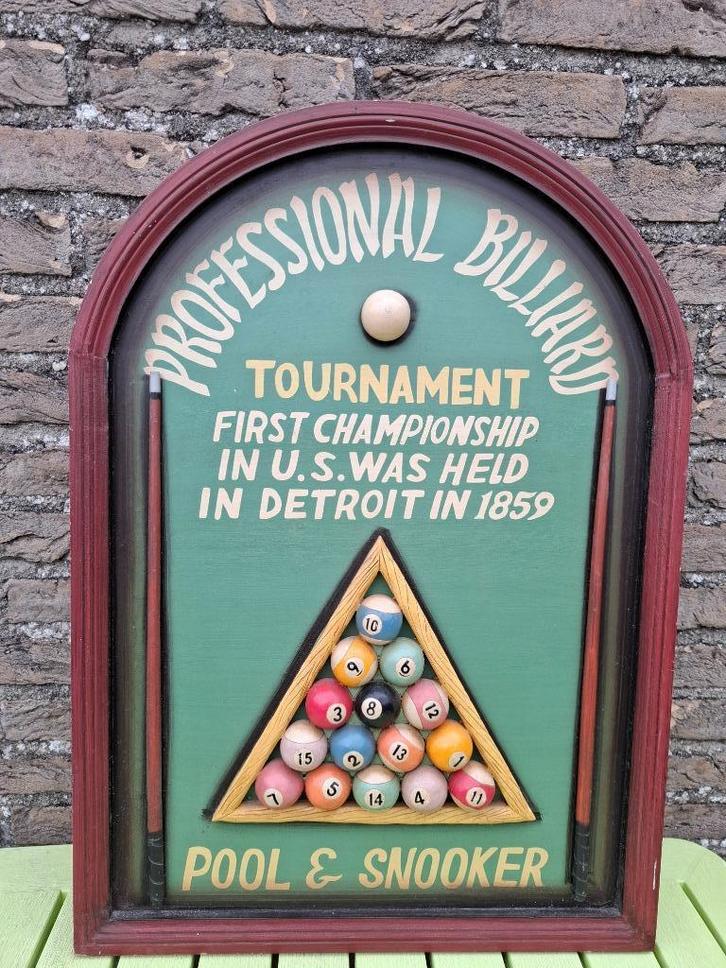 PROFESSIONAL BILLIARD
TOURNAMENT
FIRST CHAMPIONSHIP
IN U.S. WAS HELD
IN DETROIT IN 1859
10
9 6
3 8 12
15 2 13 1
7 5 14 4 11
POOL & SNOOKER